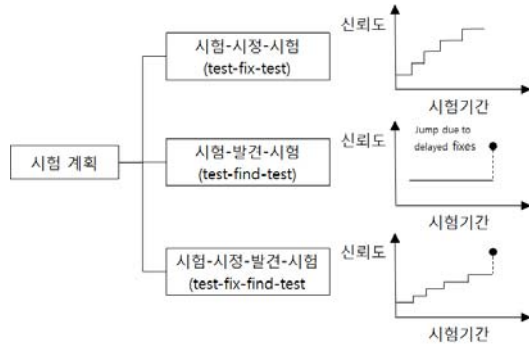 시험 계획
시험-시정-시험
(test-fix-test)
신뢰도
시험기간
시험-발견-시험
(test-find-test)
신뢰도
Jump due to
delayed fixes
시험기간
시험-시정-발견-시험
(test-fix-find-test
신뢰도
시험기간